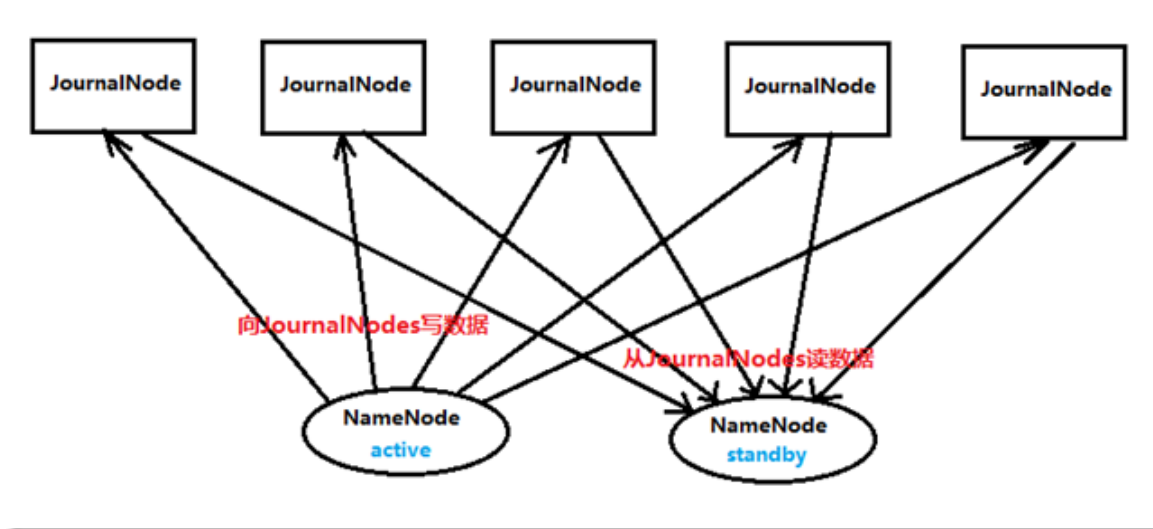 JournalNode
JournalNode
JournalNode
JournalNode
JournalNode
向JournalNodes写数据
从JournalNodes读数据
NameNode
active
NameNode
standby